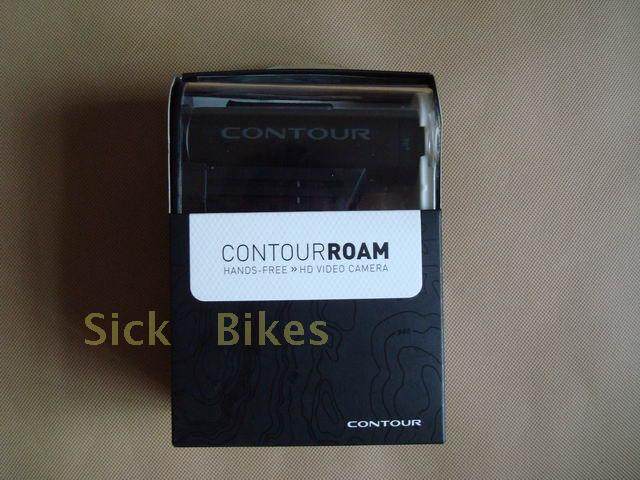 CONTOUR
CONTOURROAM
HANDS-FREE » HD VIDEO CAMERA
Sick Bikes
CONTOUR